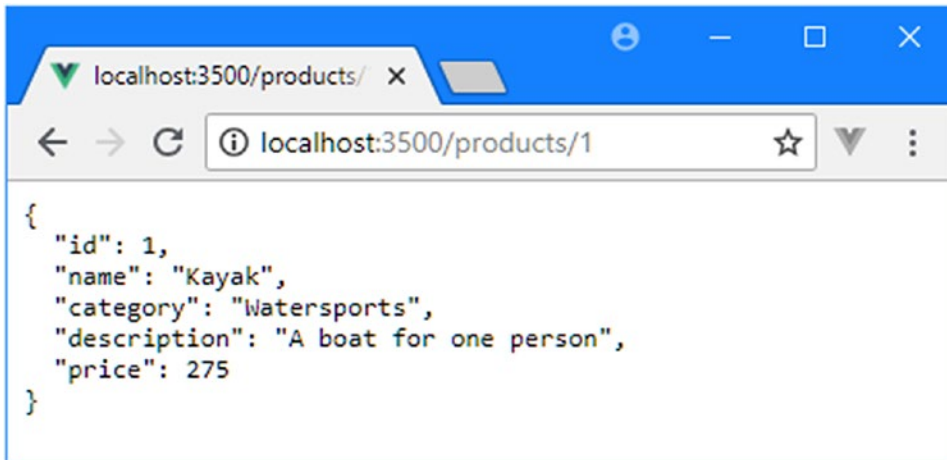 localhost:3500/products/
localhost:3500/products/1
{
  "id": 1,
  "name": "Kayak",
  "category": "Watersports",
  "description": "A boat for one person",
  "price": 275
}